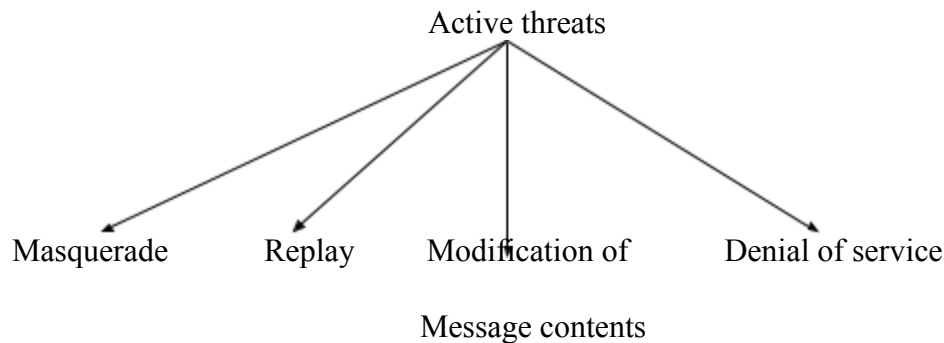 Active threats
Masquerade Replay Modification of Denial of service
Message contents